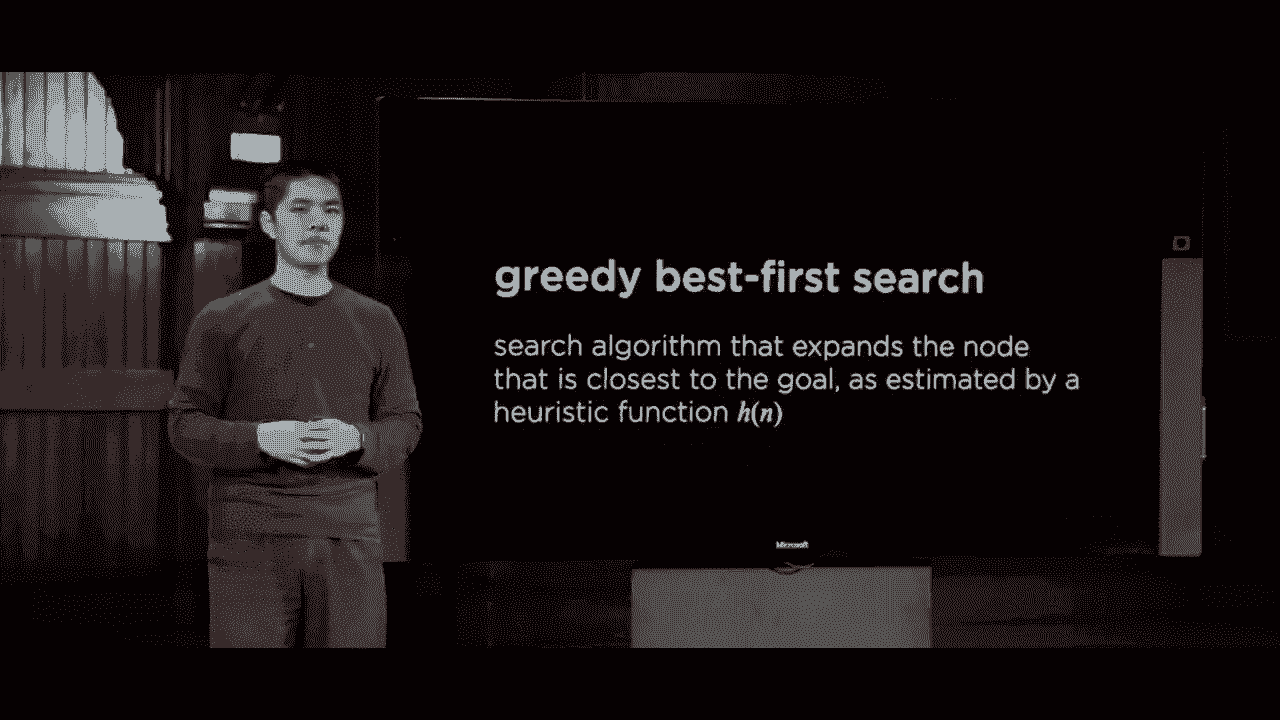 greedy best-first search
search algorithm that expands the node
that is closest to the goal, as estimated by a
heuristic function h(n)
Microsoft